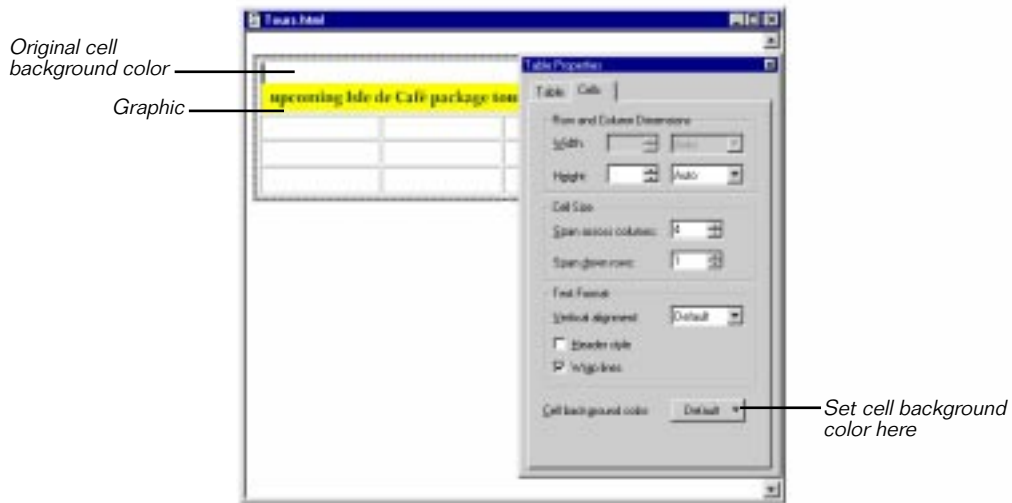 Tours.html
Original cell
background color
Graphic
upcoming Isle de Café package tou
Table Properties
Table Cells
Row and Column Dimensions
Width: Auto
Height: Auto
Cell Size
Span across columns: 4
Span down rows: 1
Text Format
Vertical alignment: Default
Header style
Wrap lines
Cell background color: Default
Set cell background
color here